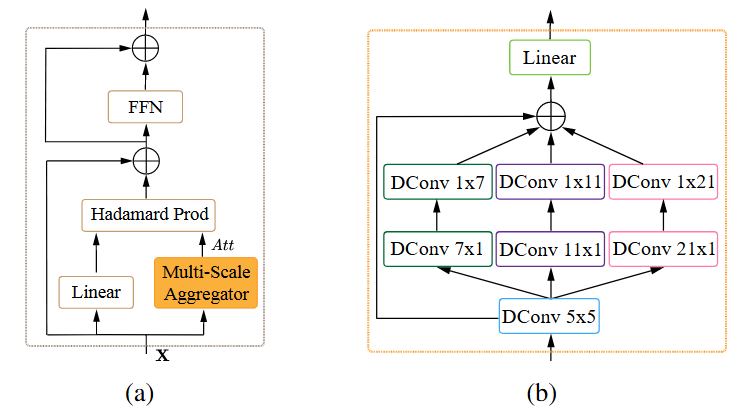 FFN
Hadamard Prod
Att
Linear
Multi-Scale
Aggregator
X
(a)
Linear
DConv 1x7
DConv 1x11
DConv 1x21
DConv 7x1
DConv 11x1
DConv 21x1
DConv 5x5
(b)